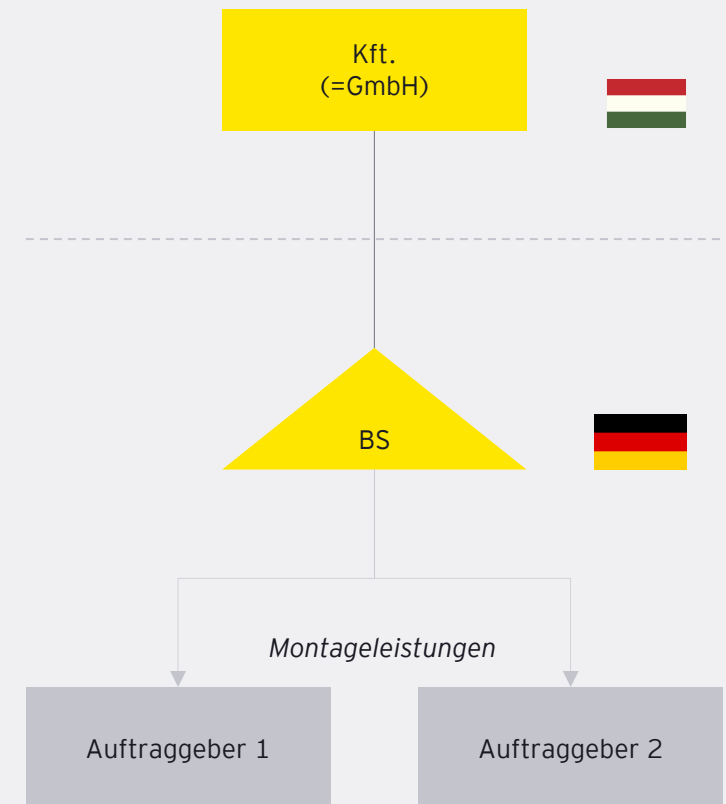 Kft.
(=GmbH)
BS
Montageleistungen
Auftraggeber 1
Auftraggeber 2